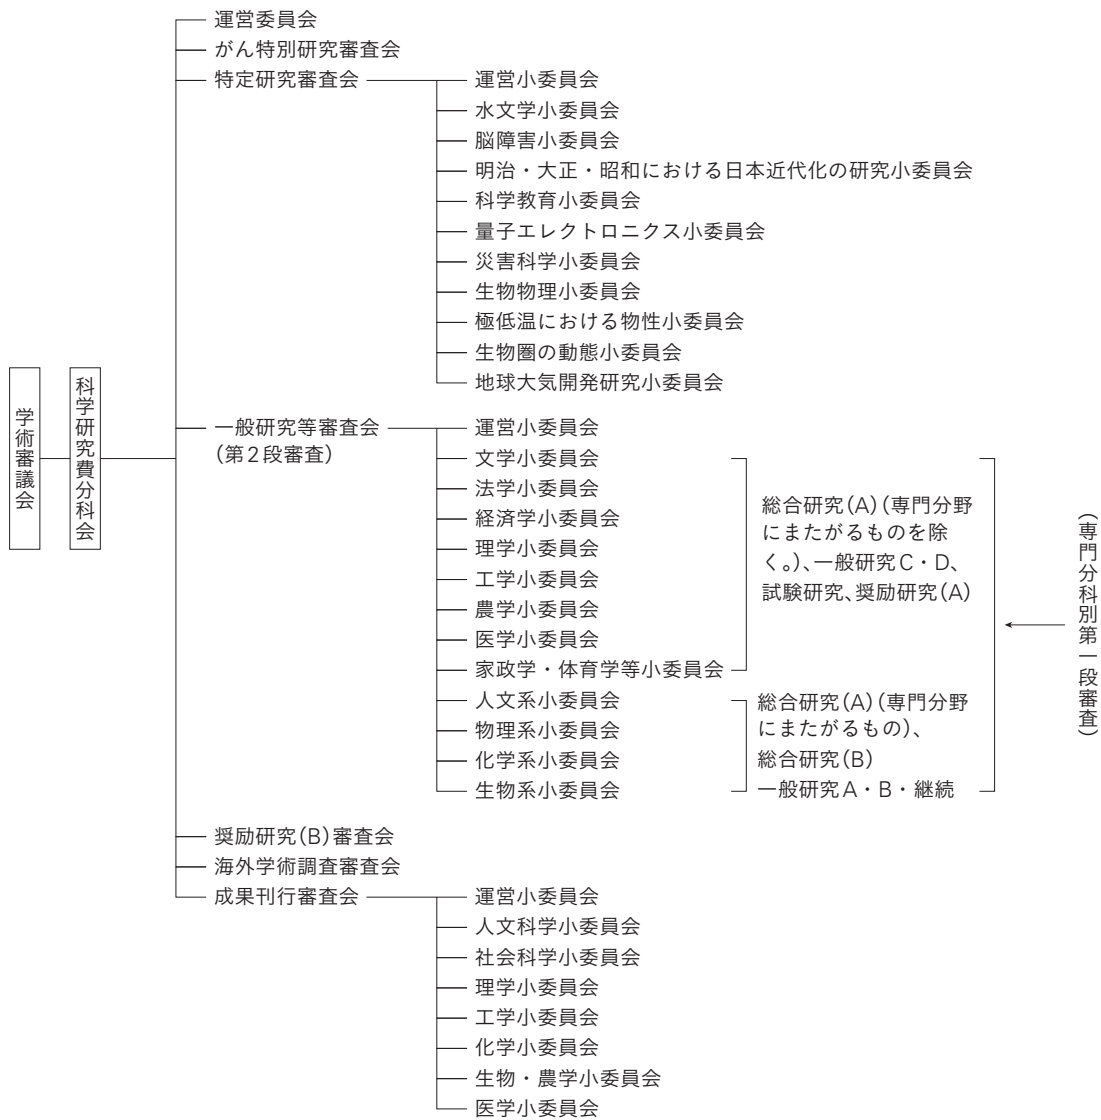 学術審議会
科学研究費分科会
運営委員会
がん特別研究審査会
特定研究審査会
運営小委員会
水文学小委員会
脳障害小委員会
明治・大正・昭和における日本近代化の研究小委員会
科学教育小委員会
量子エレクトロニクス小委員会
災害科学小委員会
生物物理小委員会
極低温における物性小委員会
生物圏の動態小委員会
地球大気開発研究小委員会
一般研究等審査会
(第2段審査)
運営小委員会
文学小委員会
法学小委員会
経済学小委員会
理学小委員会
工学小委員会
農学小委員会
医学小委員会
家政学・体育学等小委員会
総合研究(A)(専門分野
にまたがるものを除
く。)、一般研究C・D、
試験研究、奨励研究(A)
人文系小委員会
物理系小委員会
化学系小委員会
生物系小委員会
総合研究(A)(専門分野
にまたがるもの)、
総合研究(B)
一般研究A・B・継続
(専門分科別第一段審査)
奨励研究(B)審査会
海外学術調査審査会
成果刊行審査会
運営小委員会
人文科学小委員会
社会科学小委員会
理学小委員会
工学小委員会
化学小委員会
生物・農学小委員会
医学小委員会